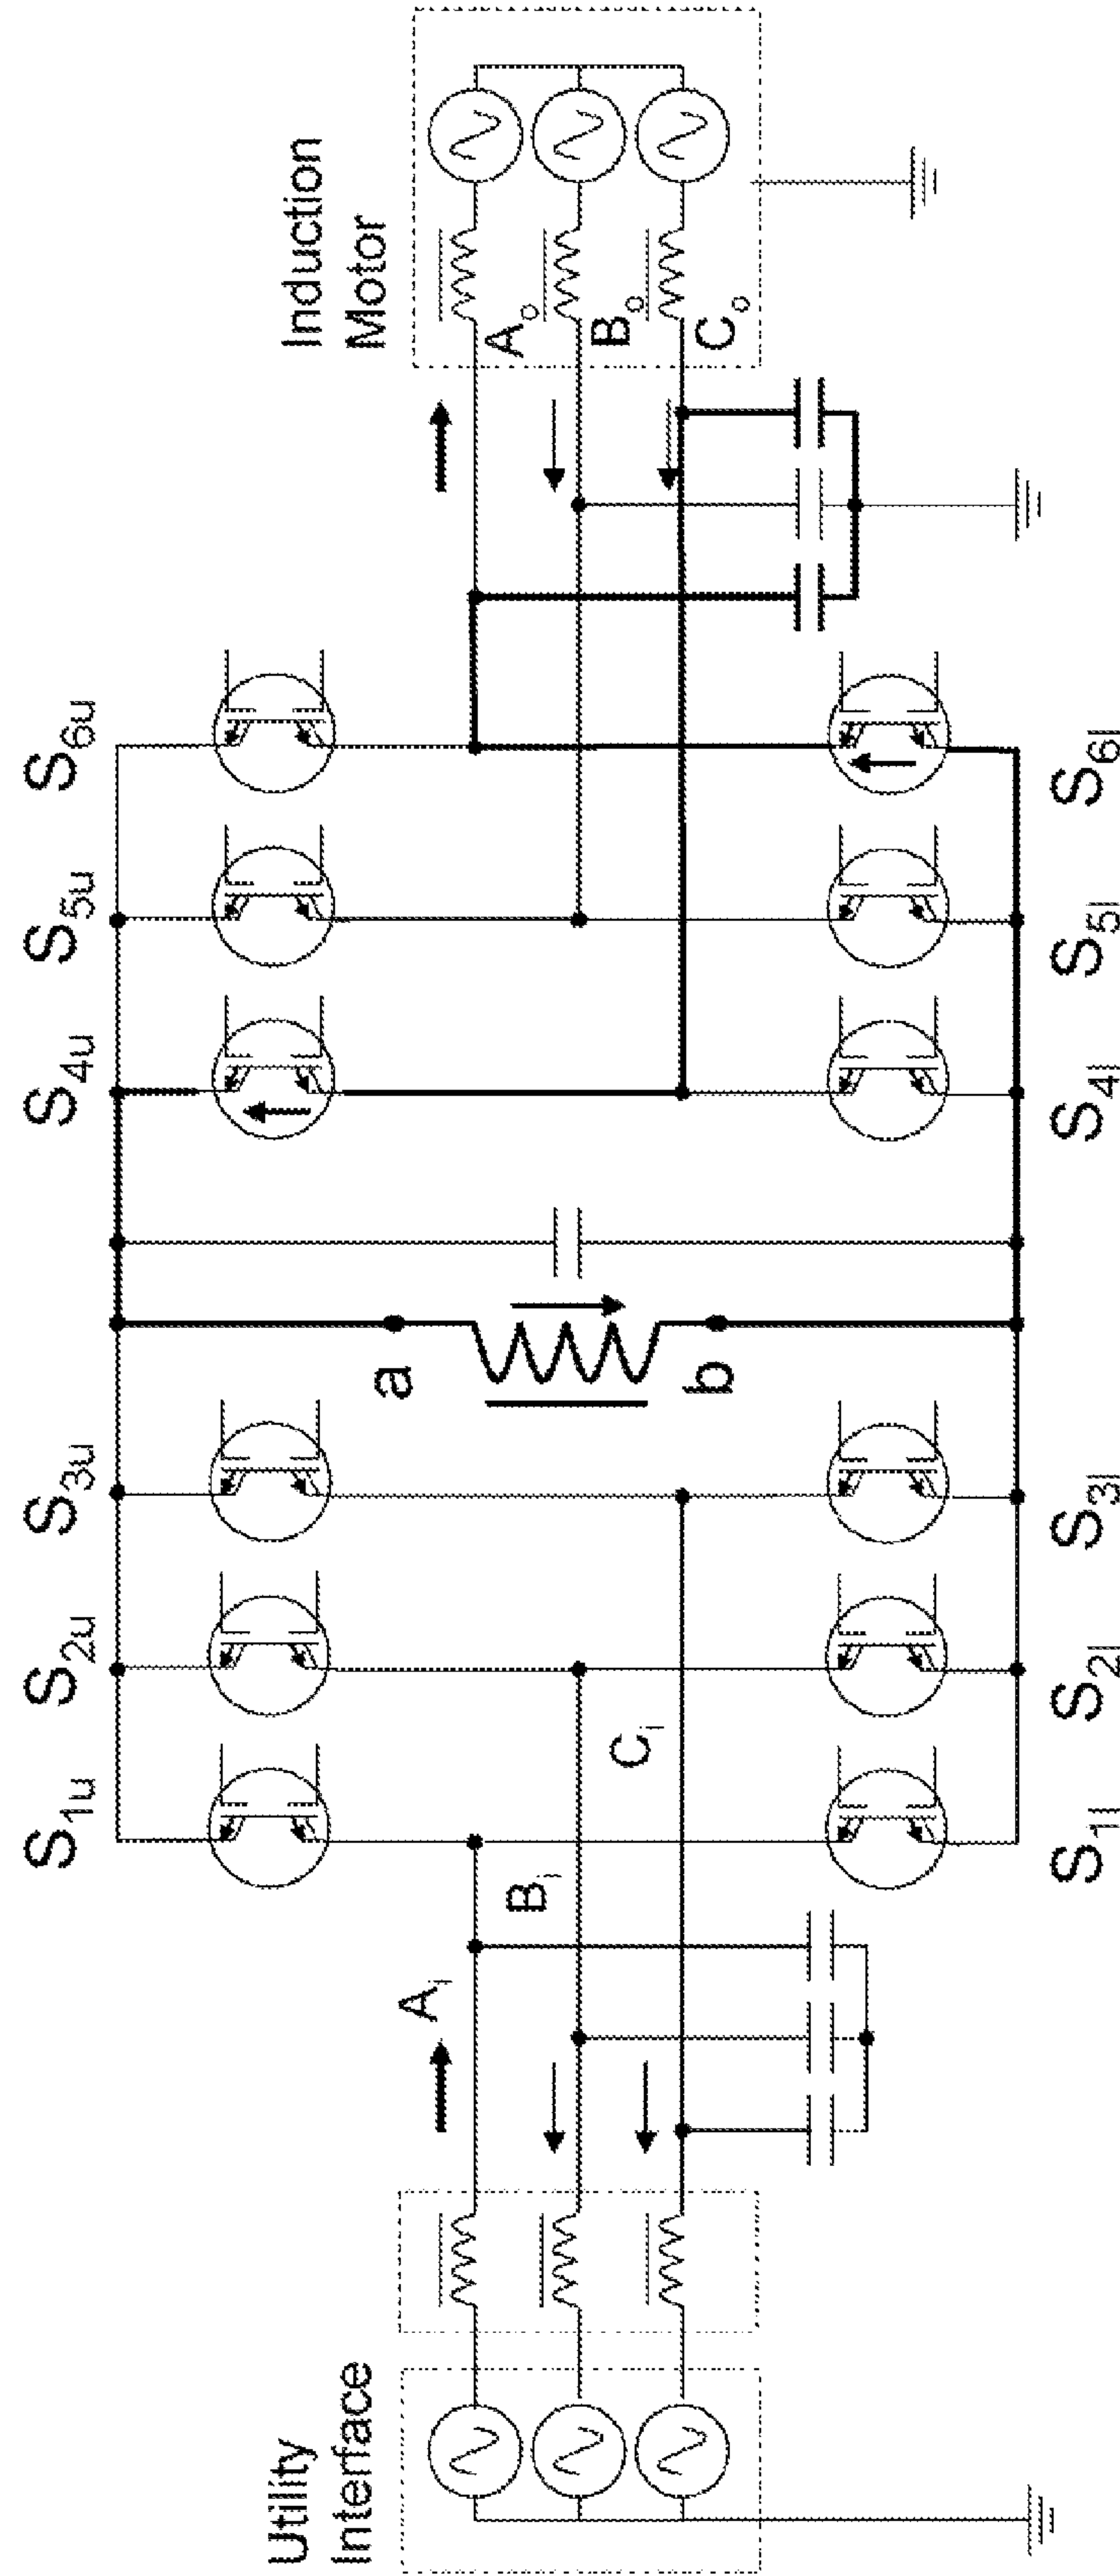 Utility
Interface
Induction
Motor
S1u
S2u
S3u
S4u
S5u
S6u
Ai
Bi
Ci
a
b
Ao
Bo
Co
S1l
S2l
S3l
S4l
S5l
S6l